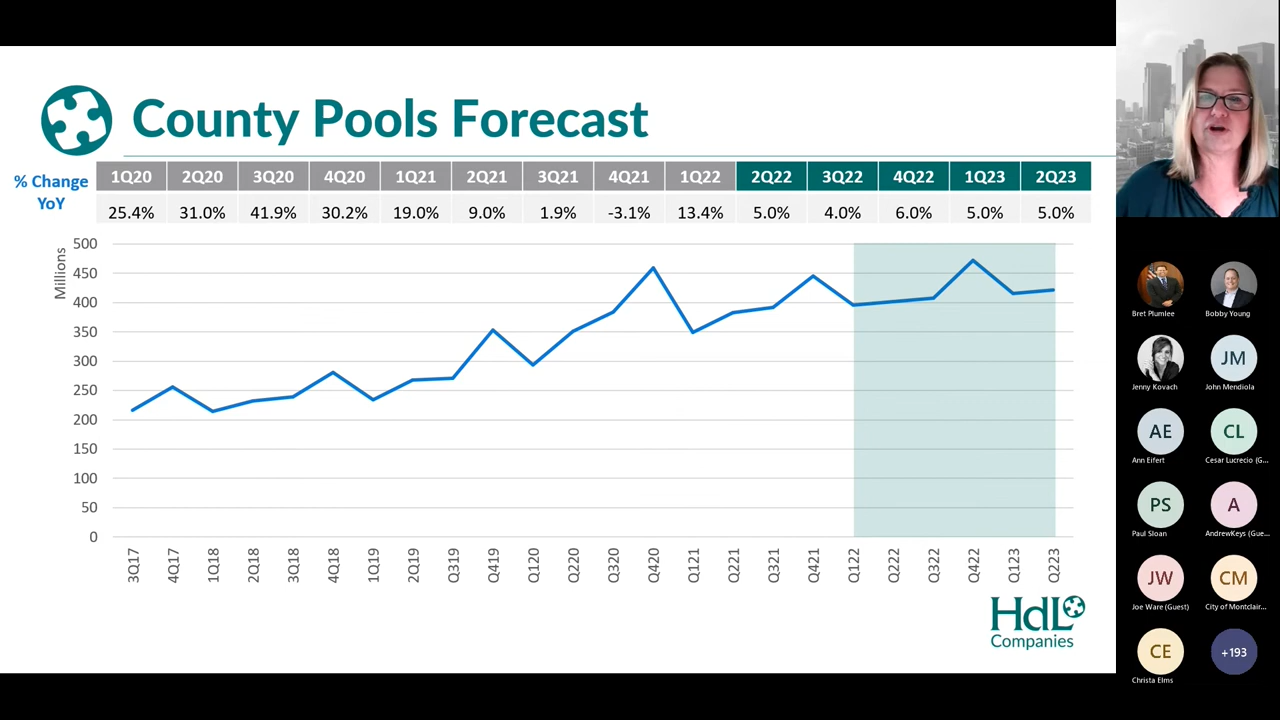 County Pools Forecast
% Change YoY
1Q20 2Q20 3Q20 4Q20 1Q21 2Q21 3Q21 4Q21 1Q22 2Q22 3Q22 4Q22 1Q23 2Q23
25.4% 31.0% 41.9% 30.2% 19.0% 9.0% 1.9% -3.1% 13.4% 5.0% 4.0% 6.0% 5.0% 5.0%
Millions
500
450
400
350
300
250
200
150
100
50
0
3Q17 4Q17 1Q18 2Q18 3Q18 4Q18 1Q19 2Q19 Q319 Q419 Q120 Q220 Q320 Q420 Q121 Q221 Q321 Q421 Q122 Q222 Q322 Q422 Q123 Q223
HdL
Companies
Bret Plumlee
Bobby Young
JM
Jenny Kovach
John Mendiola
AE CL
Ann Eifert
Cesar Lucrecio (G...
PS A
Paul Sloan
AndrewKeys (Gue...
JW CM
Joe Ware (Guest)
City of Montclair...
CE +193
Christa Elms